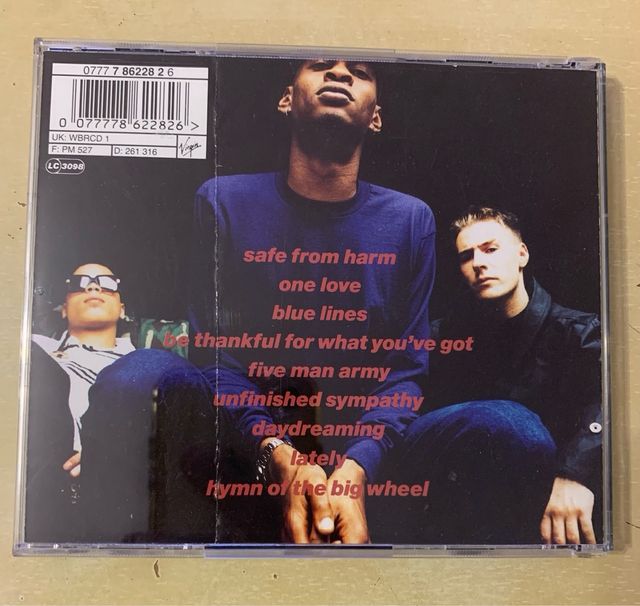 0777 7 86228 2 6
0 077778 622826 >
UK: WBRCD 1
F: PM 527 D: 261 316 Virgin
LC 3098
safe from harm
one love
blue lines
be thankful for what you've got
five man army
unfinished sympathy
daydreaming
lately
hymn of the big wheel